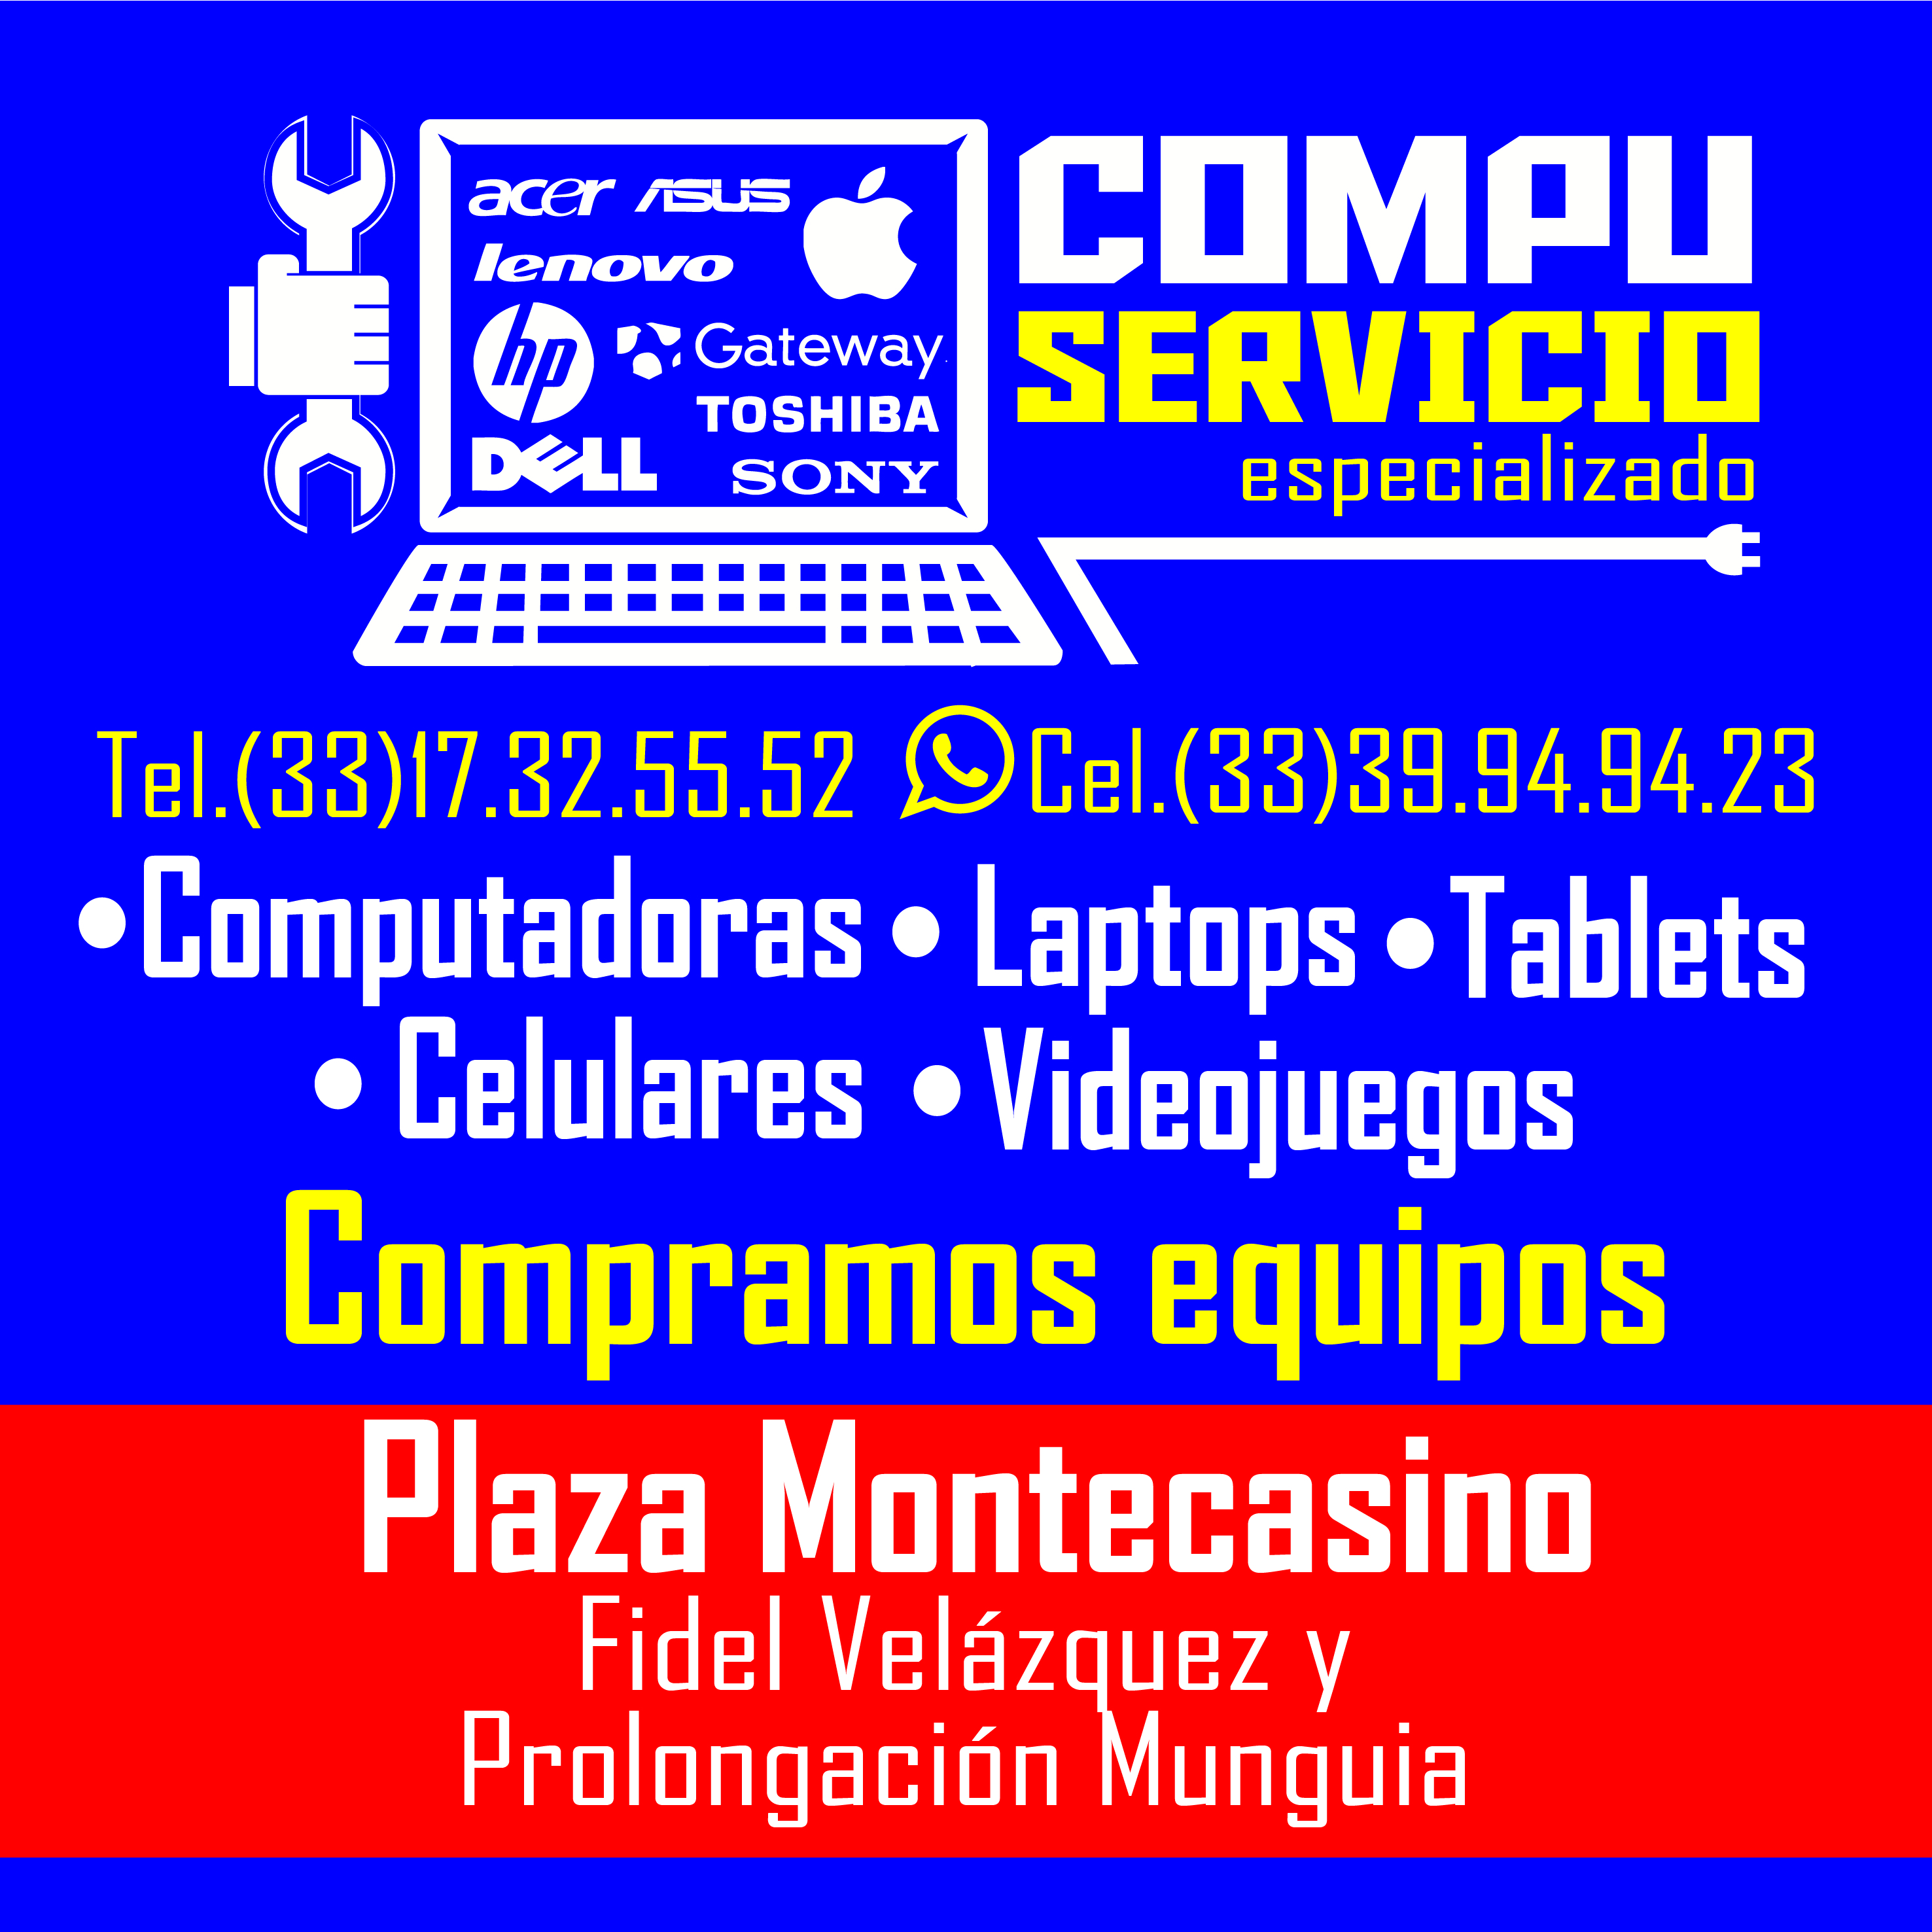 acer ASUS
lenovo
hp Gateway
TOSHIBA
DELL SONY
COMPU
SERVICIO
especializado
Tel.(33)17.32.55.52 Cel.(33)39.94.94.23
•Computadoras • Laptops •Tablets
• Celulares •Videojuegos
Compramos equipos
Plaza Montecasino
Fidel Velázquez y
Prolongación Munguia